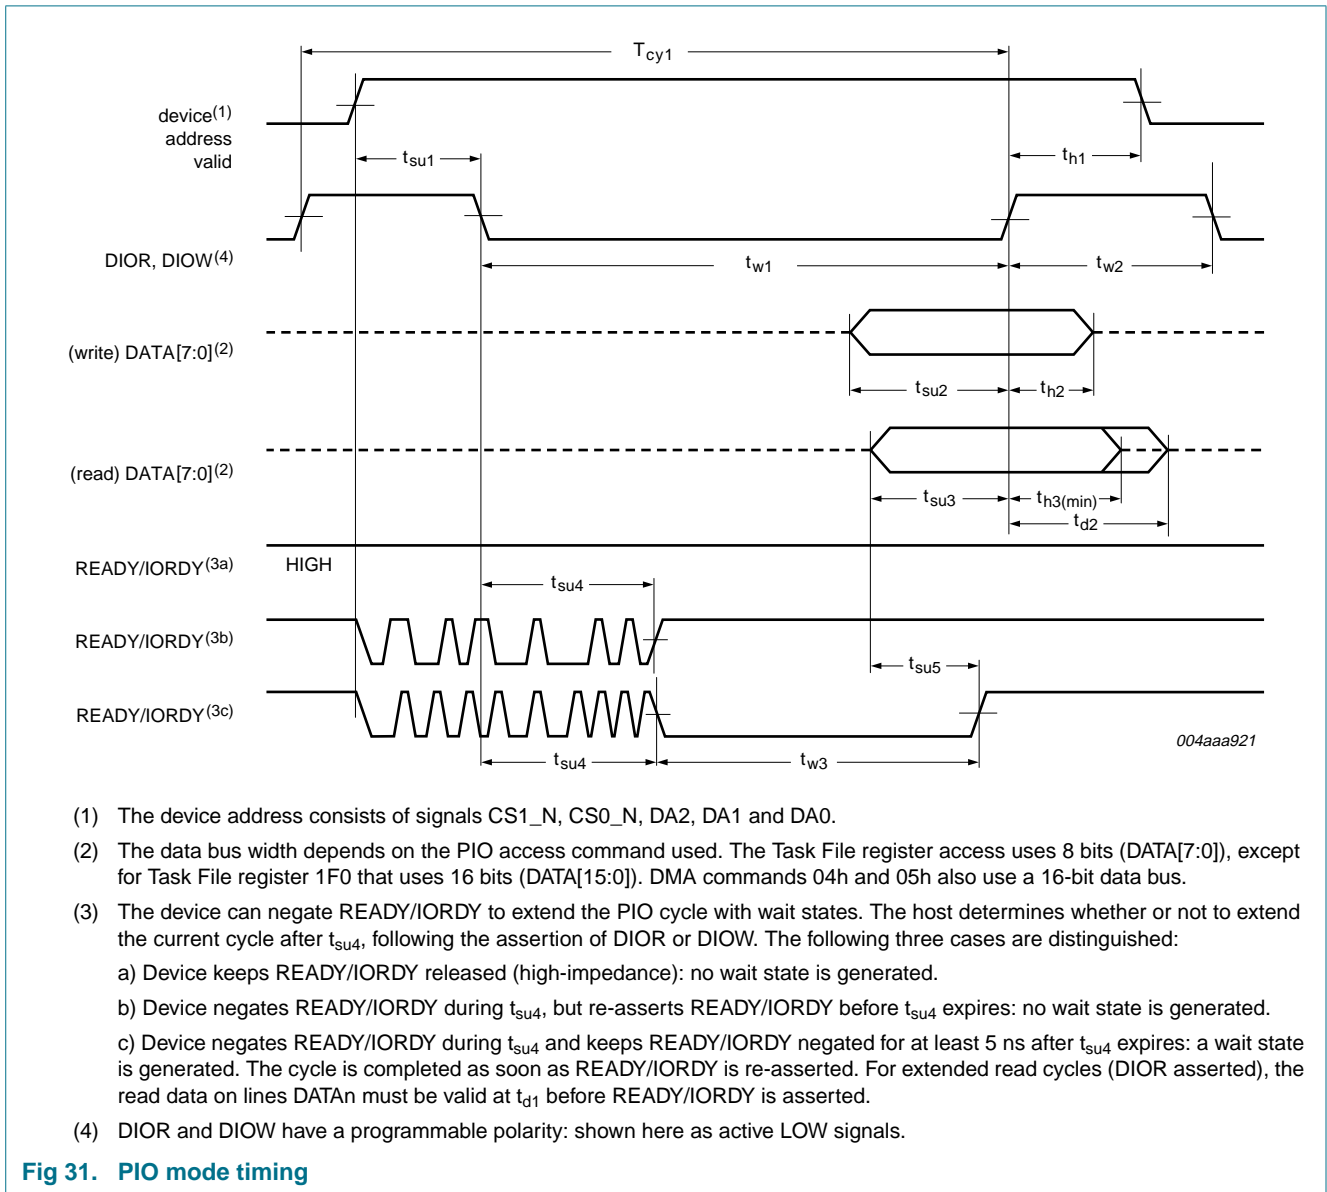 Tcy1
device(1)
address
valid
tsu1
th1
DIOR, DIOW(4)
tw1
tw2
(write) DATA[7:0](2)
tsu2
th2
(read) DATA[7:0](2)
tsu3
th3(min)
td2
READY/IORDY(3a)
HIGH
tsu4
READY/IORDY(3b)
tsu5
READY/IORDY(3c)
004aaa921
tsu4
tw3
(1) The device address consists of signals CS1_N, CS0_N, DA2, DA1 and DA0.
(2) The data bus width depends on the PIO access command used. The Task File register access uses 8 bits (DATA[7:0]), except
for Task File register 1F0 that uses 16 bits (DATA[15:0]). DMA commands 04h and 05h also use a 16-bit data bus.
(3) The device can negate READY/IORDY to extend the PIO cycle with wait states. The host determines whether or not to extend
the current cycle after tsu4, following the assertion of DIOR or DIOW. The following three cases are distinguished:
a) Device keeps READY/IORDY released (high-impedance): no wait state is generated.
b) Device negates READY/IORDY during tsu4, but re-asserts READY/IORDY before tsu4 expires: no wait state is generated.
c) Device negates READY/IORDY during tsu4 and keeps READY/IORDY negated for at least 5 ns after tsu4 expires: a wait state
is generated. The cycle is completed as soon as READY/IORDY is re-asserted. For extended read cycles (DIOR asserted), the
read data on lines DATAn must be valid at td1 before READY/IORDY is asserted.
(4) DIOR and DIOW have a programmable polarity: shown here as active LOW signals.
Fig 31. PIO mode timing